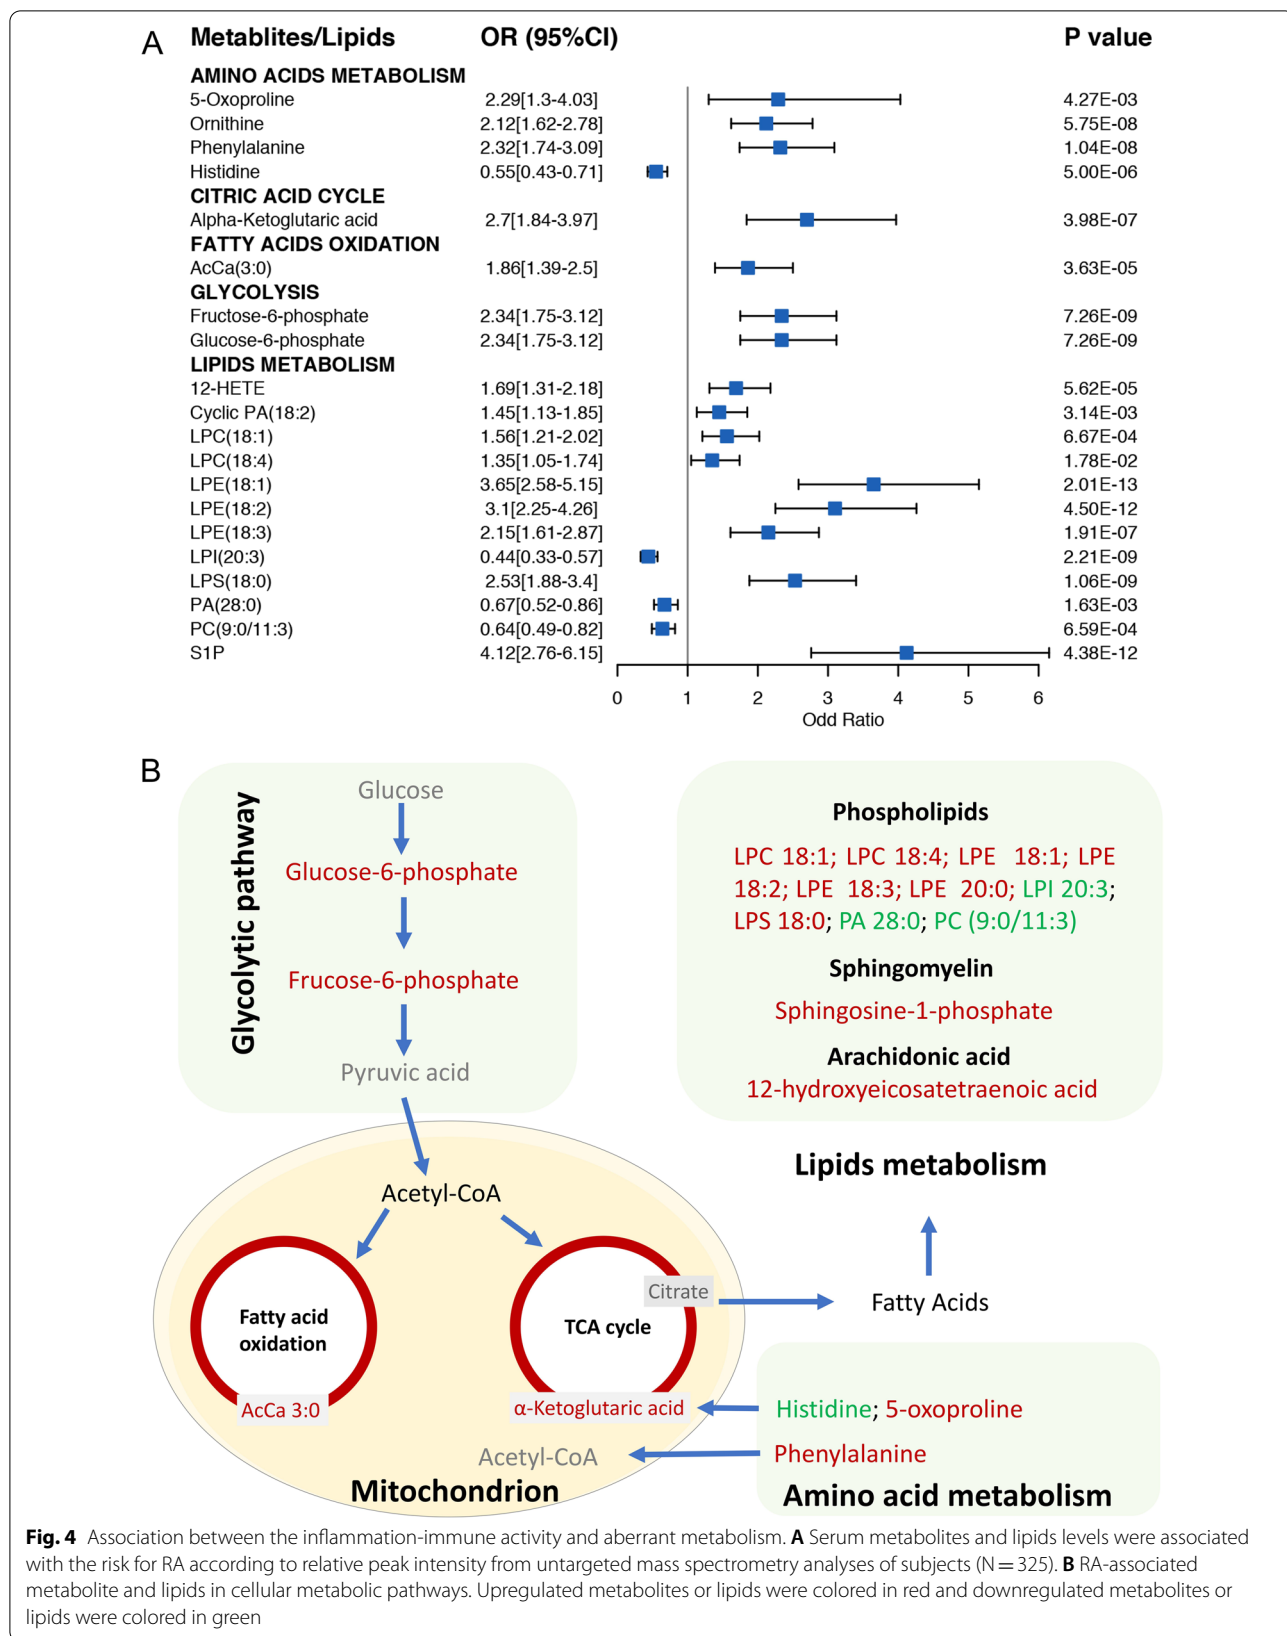 A
Metablites/Lipids OR (95%CI) P value
AMINO ACIDS METABOLISM
5-Oxoproline 2.29[1.3-4.03] 4.27E-03
Ornithine 2.12[1.62-2.78] 5.75E-08
Phenylalanine 2.32[1.74-3.09] 1.04E-08
Histidine 0.55[0.43-0.71] 5.00E-06
CITRIC ACID CYCLE
Alpha-Ketoglutaric acid 2.7[1.84-3.97] 3.98E-07
FATTY ACIDS OXIDATION
AcCa(3:0) 1.86[1.39-2.5] 3.63E-05
GLYCOLYSIS
Fructose-6-phosphate 2.34[1.75-3.12] 7.26E-09
Glucose-6-phosphate 2.34[1.75-3.12] 7.26E-09
LIPIDS METABOLISM
12-HETE 1.69[1.31-2.18] 5.62E-05
Cyclic PA(18:2) 1.45[1.13-1.85] 3.14E-03
LPC(18:1) 1.56[1.21-2.02] 6.67E-04
LPC(18:4) 1.35[1.05-1.74] 1.78E-02
LPE(18:1) 3.65[2.58-5.15] 2.01E-13
LPE(18:2) 3.1[2.25-4.26] 4.50E-12
LPE(18:3) 2.15[1.61-2.87] 1.91E-07
LPI(20:3) 0.44[0.33-0.57] 2.21E-09
LPS(18:0) 2.53[1.88-3.4] 1.06E-09
PA(28:0) 0.67[0.52-0.86] 1.63E-03
PC(9:0/11:3) 0.64[0.49-0.82] 6.59E-04
S1P 4.12[2.76-6.15] 4.38E-12
0 1 2 3 4 5 6
Odd Ratio
B
Glycolytic pathway
Glucose
Glucose-6-phosphate
Frucose-6-phosphate
Pyruvic acid
Phospholipids
LPC 18:1; LPC 18:4; LPE 18:1; LPE
18:2; LPE 18:3; LPE 20:0; LPI 20:3;
LPS 18:0; PA 28:0; PC (9:0/11:3)
Sphingomyelin
Sphingosine-1-phosphate
Arachidonic acid
12-hydroxyeicosatetraenoic acid
Lipids metabolism
Acetyl-CoA
Fatty acid
oxidation
AcCa 3:0
TCA cycle
Citrate
α-Ketoglutaric acid
Fatty Acids
Acetyl-CoA
Mitochondrion
Histidine; 5-oxoproline
Phenylalanine
Amino acid metabolism
Fig. 4 Association between the inflammation-immune activity and aberrant metabolism. A Serum metabolites and lipids levels were associated
with the risk for RA according to relative peak intensity from untargeted mass spectrometry analyses of subjects (N = 325). B RA-associated
metabolite and lipids in cellular metabolic pathways. Upregulated metabolites or lipids were colored in red and downregulated metabolites or
lipids were colored in green